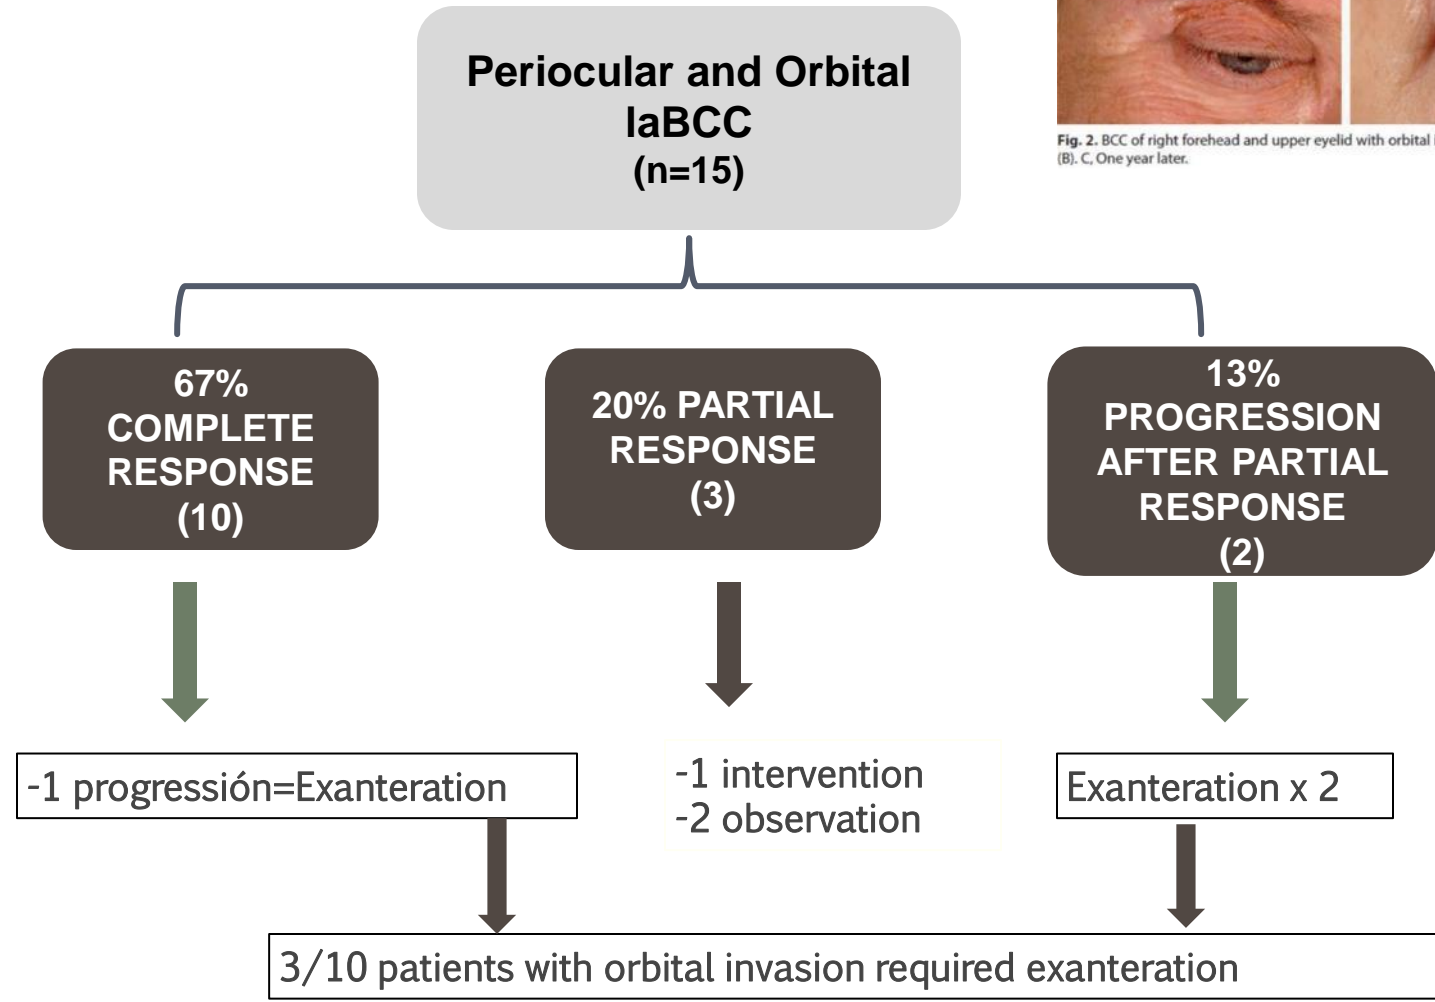 Periocular and Orbital
laBCC
(n=15)
Fig. 2. BCC of right forehead and upper eyelid with orbital
(B). C, One year later.
67%
COMPLETE
RESPONSE
(10)
20% PARTIAL
RESPONSE
(3)
13%
PROGRESSION
AFTER PARTIAL
RESPONSE
(2)
-1 progressión=Exanteration
-1 intervention
-2 observation
Exanteration x 2
3/10 patients with orbital invasion required exanteration